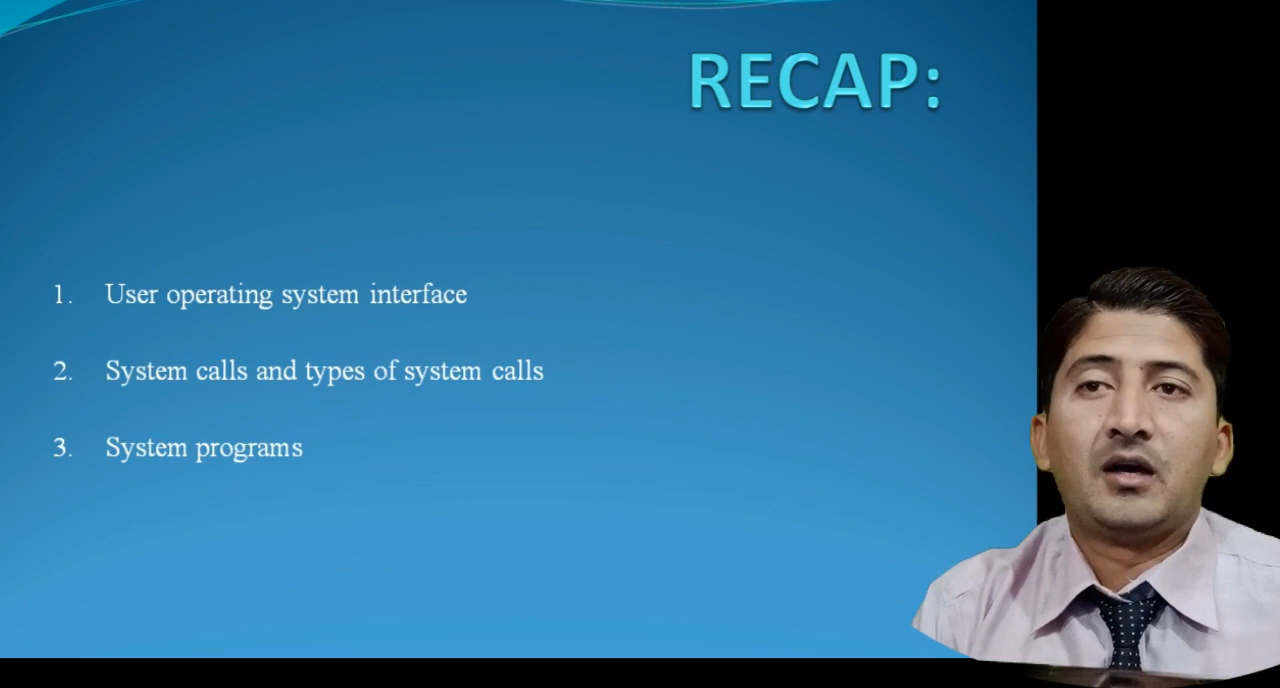 RECAP:
1. User operating system interface
2. System calls and types of system calls
3. System programs